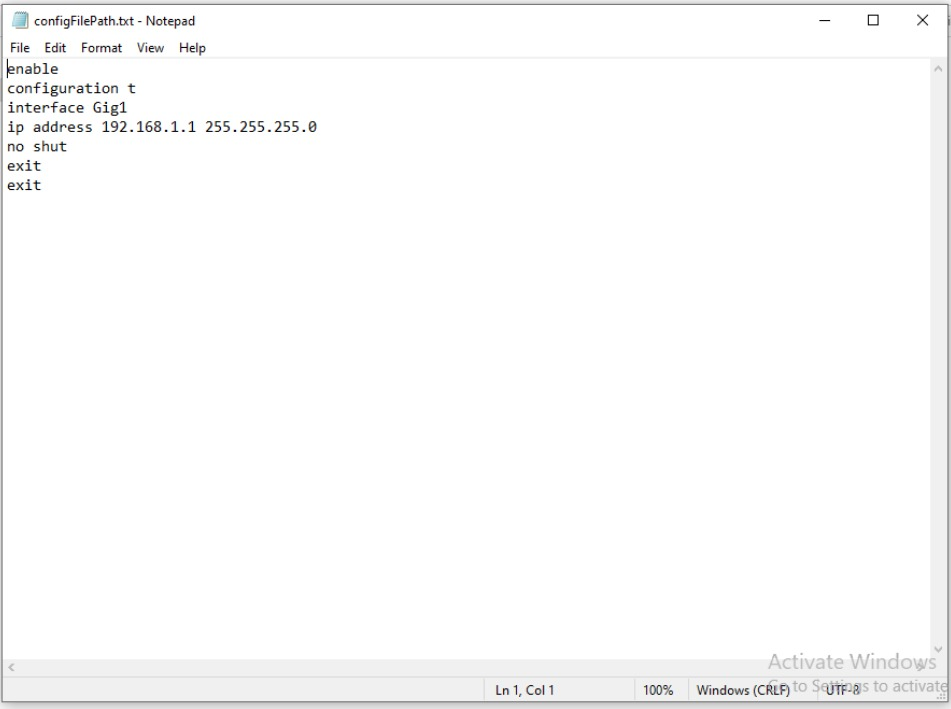 configFilePath.txt - Notepad
File Edit Format View Help
enable
configuration t
interface Gig1
ip address 192.168.1.1 255.255.255.0
no shut
exit
exit
Activate Windows
Go to Settings to activate
Ln 1, Col 1 100% Windows (CRLF) UTF-8